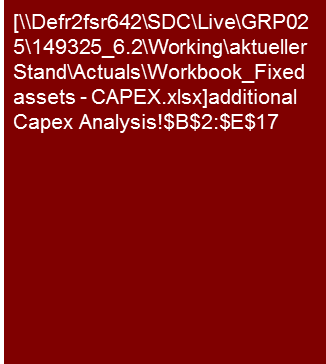 [\\Defr2fsr642\SDC\Live\GRP02
5\149325_6.2\Working\aktueller
Stand\Actuals\Workbook_Fixed
assets - CAPEX.xlsx]additional
Capex Analysis!$B$2:$E$17